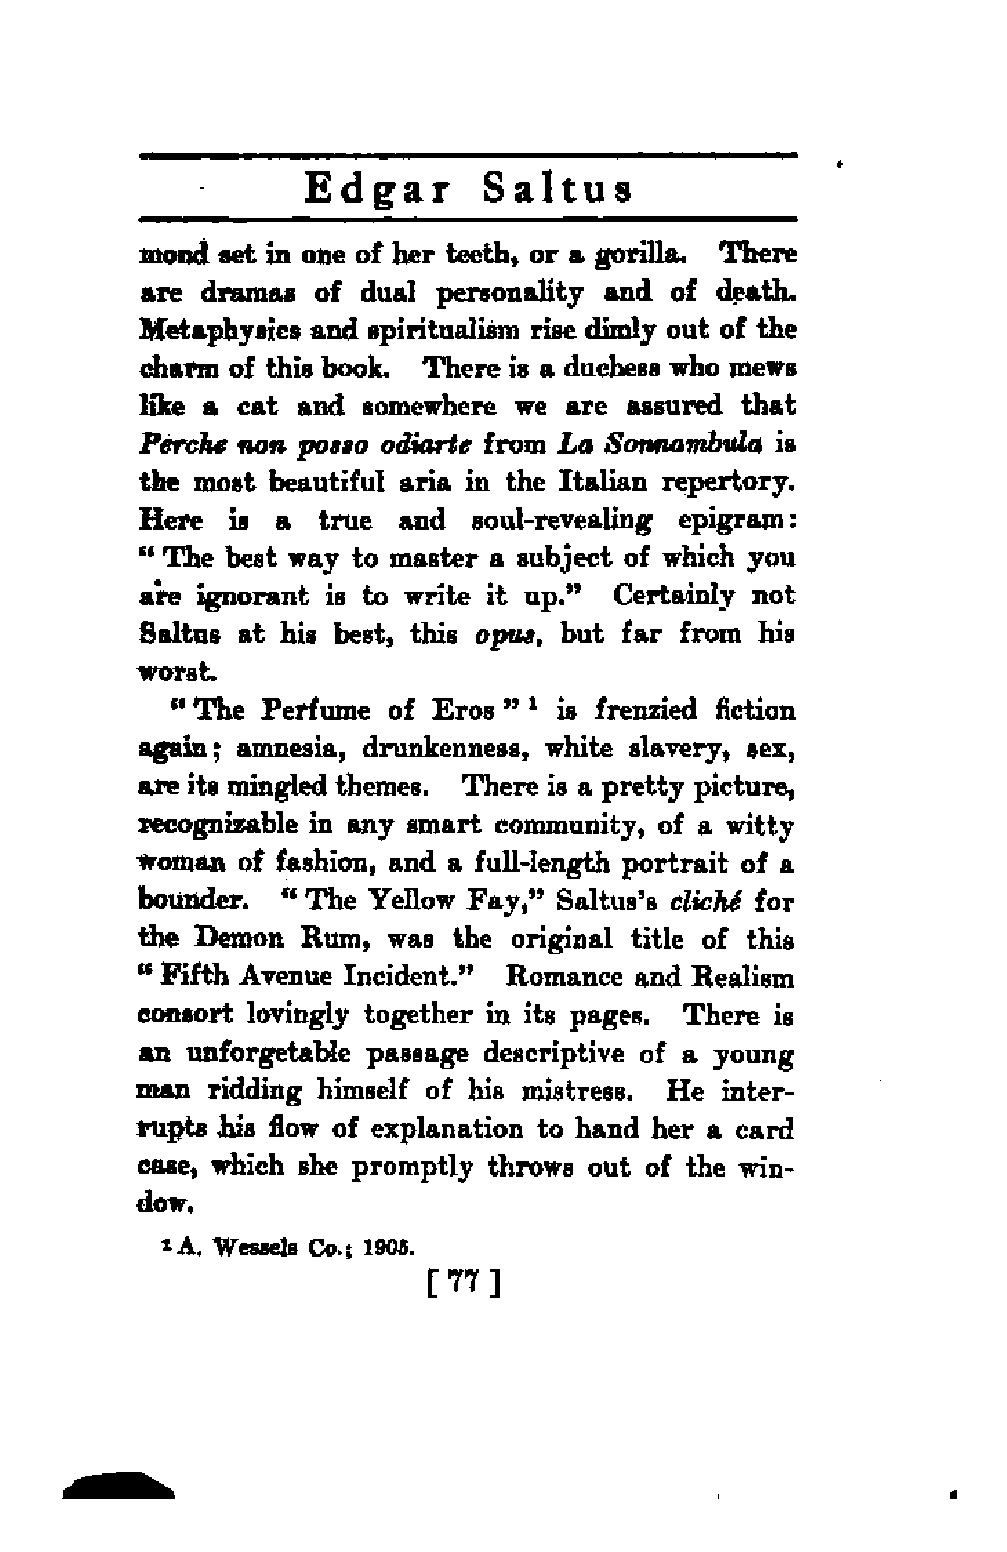 Edgar Saltus
mond set in one of her teeth, or a gorilla. There
are dramas of dual personality and of death.
Metaphysics and spiritualism rise dimly out of the
charm of this book. There is a duchess who mews
like a cat and somewhere we are assured that
Perche non posso odiarte from La Sonnambula is
the most beautiful aria in the Italian repertory.
Here is a true and soul-revealing epigram:
“ The best way to master a subject of which you
are ignorant is to write it up.” Certainly not
Saltus at his best, this opus, but far from his
worst.
“ The Perfume of Eros ” ¹ is frenzied fiction
again; amnesia, drunkenness, white slavery, sex,
are its mingled themes. There is a pretty picture,
recognizable in any smart community, of a witty
woman of fashion, and a full-length portrait of a
bounder. “ The Yellow Fay,” Saltus’s cliché for
the Demon Rum, was the original title of this
“ Fifth Avenue Incident.” Romance and Realism
consort lovingly together in its pages. There is
an unforgetable passage descriptive of a young
man ridding himself of his mistress. He inter-
rupts his flow of explanation to hand her a card
case, which she promptly throws out of the win-
dow.
¹ A. Wessels Co.; 1905.
[ 77 ]